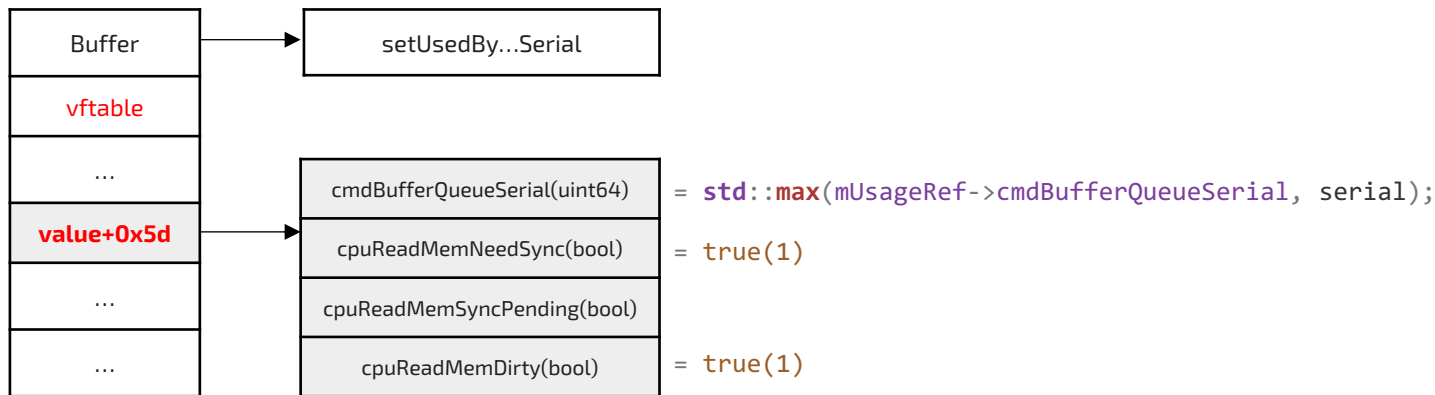 Buffer
setUsedBy...Serial
vftable
...
cmdBufferQueueSerial(uint64)
= std::max(mUsageRef->cmdBufferQueueSerial, serial);
value+0x5d
cpuReadMemNeedSync(bool)
= true(1)
...
cpuReadMemSyncPending(bool)
...
cpuReadMemDirty(bool)
= true(1)